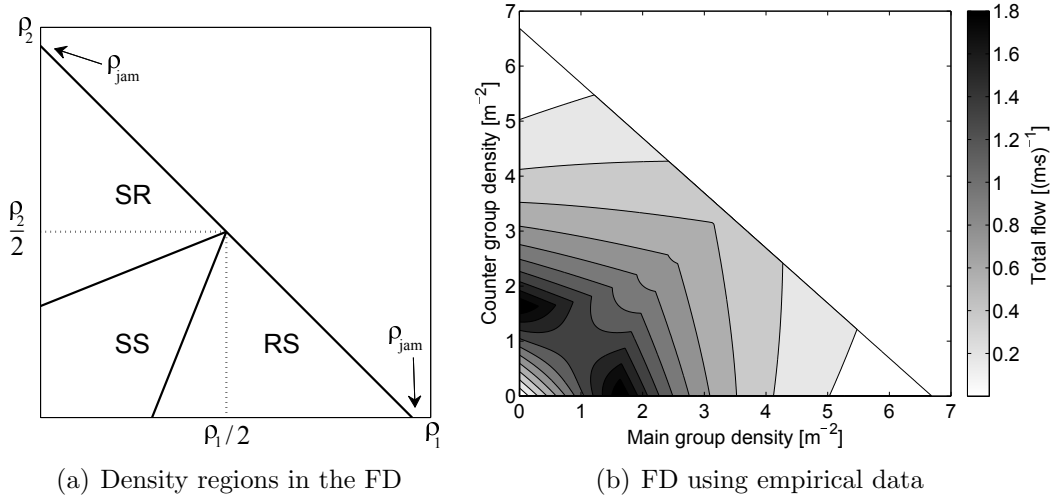 ρ₂
ρ_jam
SR
ρ₂/2
SS
RS
ρ_jam
ρ₁/2
ρ₁
(a) Density regions in the FD
7
6
5
4
3
2
1
0
Counter group density [m⁻²]
0 1 2 3 4 5 6 7
Main group density [m⁻²]
1.8
1.6
1.4
1.2
1
0.8
0.6
0.4
0.2
Total flow [(m·s)⁻¹]
(b) FD using empirical data